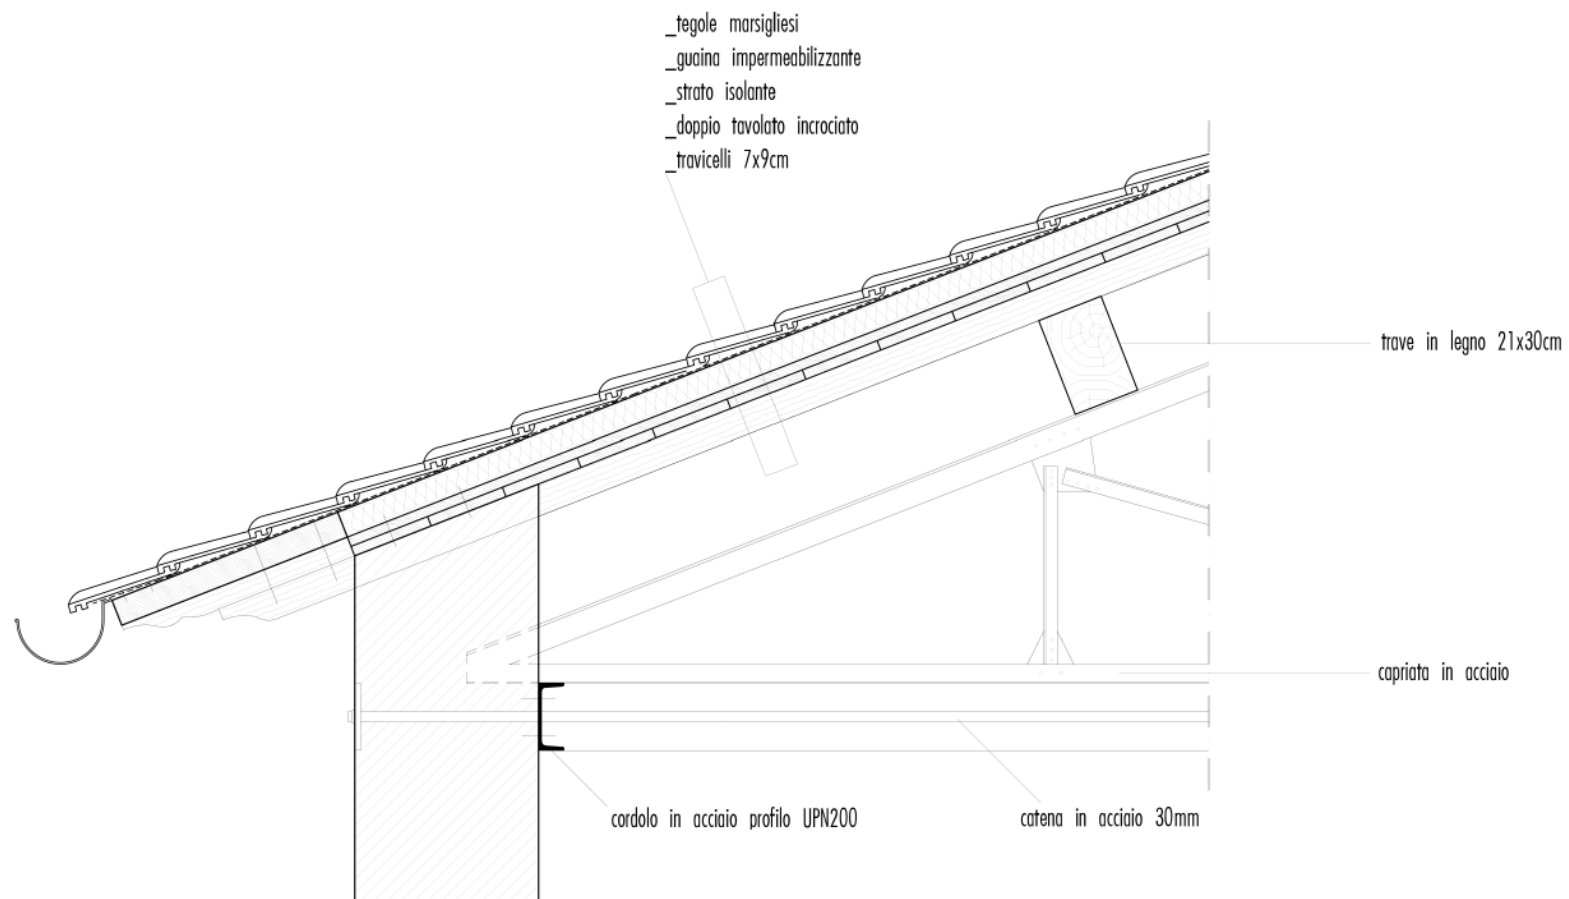 _tegole marsigliesi
_guaina impermeabilizzante
_strato isolante
_doppio tavolato incrociato
_travicelli 7x9cm
trave in legno 21x30cm
capriata in acciaio
cordolo in acciaio profilo UPN200
catena in acciaio 30mm